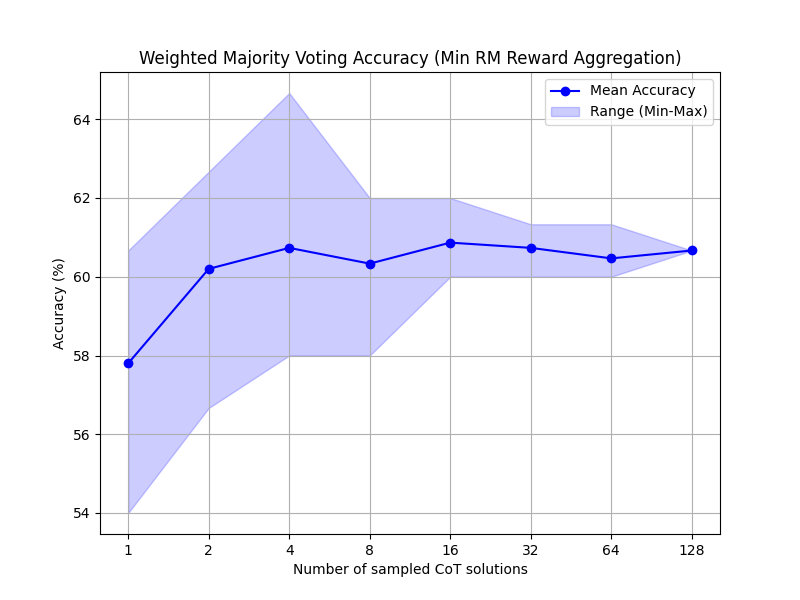 Weighted Majority Voting Accuracy (Min RM Reward Aggregation)
Mean Accuracy
Range (Min-Max)
Accuracy (%)
64
62
60
58
56
54
1 2 4 8 16 32 64 128
Number of sampled CoT solutions